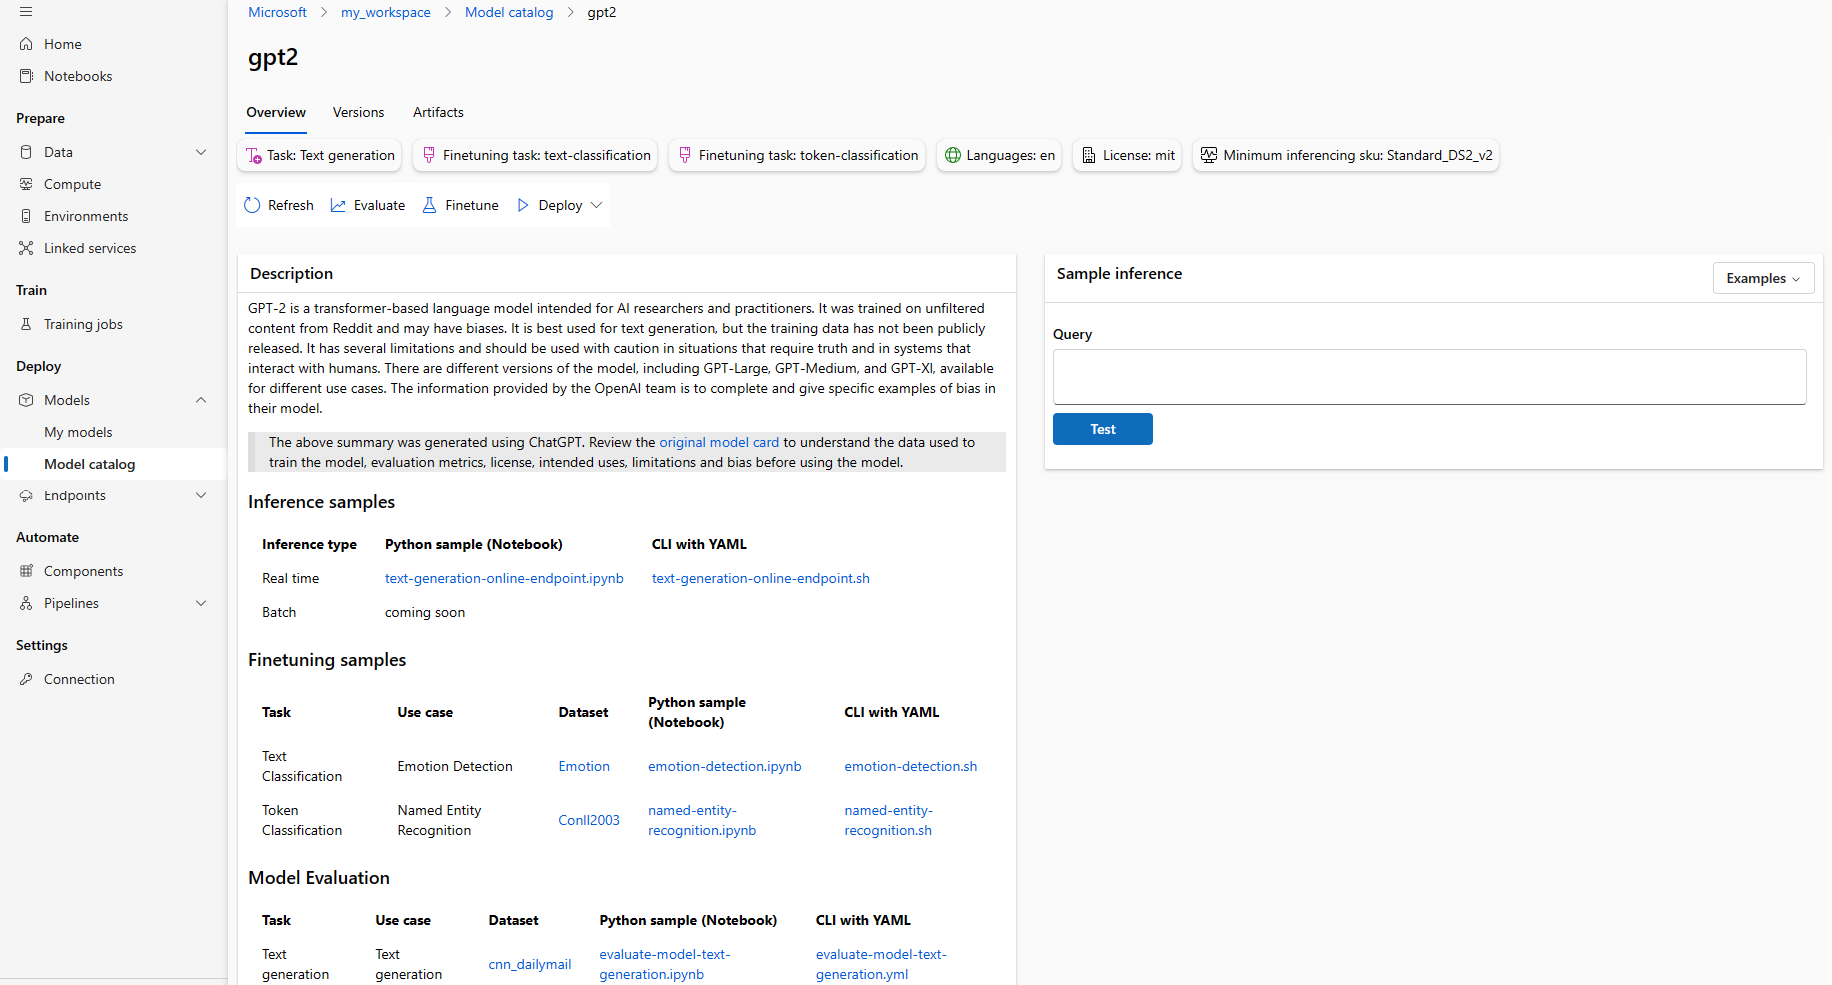 Microsoft > my_workspace > Model catalog > gpt2
Home
Notebooks
Prepare
Data
Compute
Environments
Linked services
Train
Training jobs
Deploy
Models
My models
Model catalog
Endpoints
Automate
Components
Pipelines
Settings
Connection
gpt2
Overview Versions Artifacts
Task: Text generation Finetuning task: text-classification Finetuning task: token-classification Languages: en License: mit Minimum inferencing sku: Standard_DS2_v2
Refresh Evaluate Finetune Deploy
Description
GPT-2 is a transformer-based language model intended for AI researchers and practitioners. It was trained on unfiltered
content from Reddit and may have biases. It is best used for text generation, but the training data has not been publicly
released. It has several limitations and should be used with caution in situations that require truth and in systems that
interact with humans. There are different versions of the model, including GPT-Large, GPT-Medium, and GPT-Xl, available
for different use cases. The information provided by the OpenAI team is to complete and give specific examples of bias in
their model.
The above summary was generated using ChatGPT. Review the original model card to understand the data used to
train the model, evaluation metrics, license, intended uses, limitations and bias before using the model.
Inference samples
Inference type Python sample (Notebook) CLI with YAML
Real time text-generation-online-endpoint.ipynb text-generation-online-endpoint.sh
Batch coming soon
Finetuning samples
Task Use case Dataset Python sample (Notebook) CLI with YAML
Text Classification Emotion Detection Emotion emotion-detection.ipynb emotion-detection.sh
Token Classification Named Entity Recognition Conll2003 named-entity-recognition.ipynb named-entity-recognition.sh
Model Evaluation
Task Use case Dataset Python sample (Notebook) CLI with YAML
Text generation Text generation cnn_dailymail evaluate-model-text-generation.ipynb evaluate-model-text-generation.yml
Sample inference
Examples
Query
Test